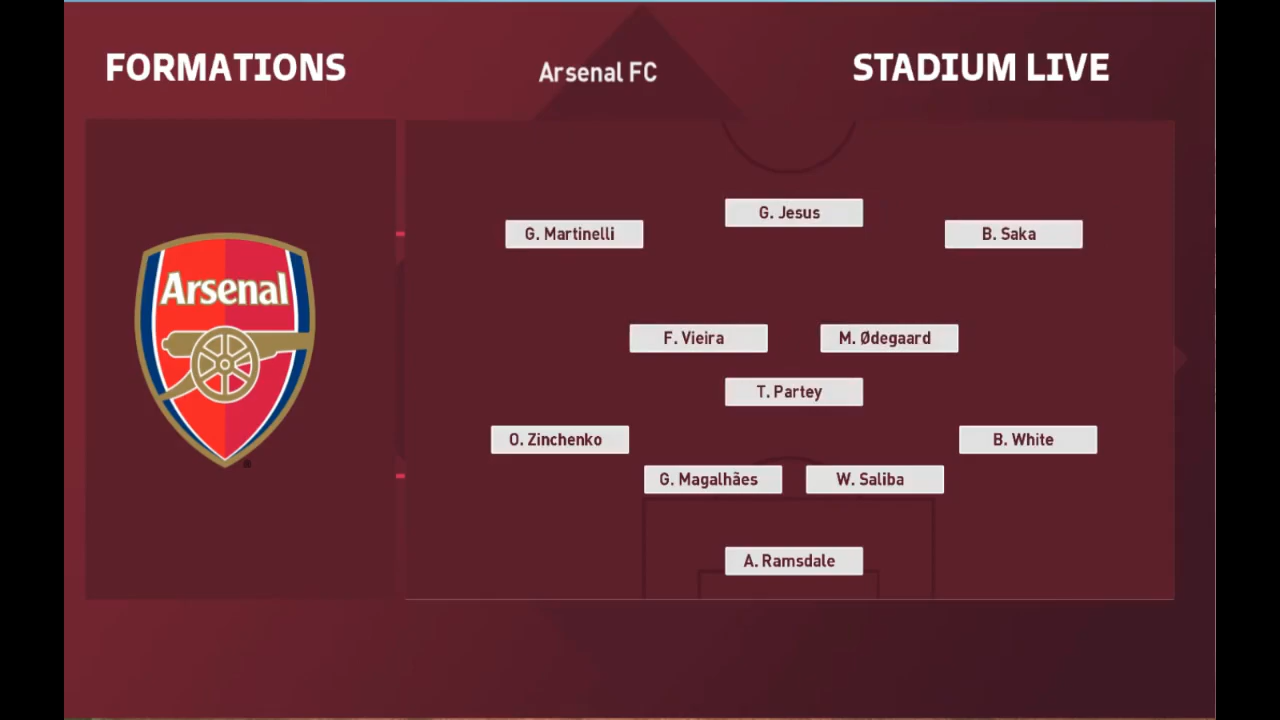 FORMATIONS
Arsenal FC
STADIUM LIVE
Arsenal
G. Jesus
G. Martinelli
B. Saka
F. Vieira
M. Ødegaard
T. Partey
O. Zinchenko
B. White
G. Magalhães
W. Saliba
A. Ramsdale